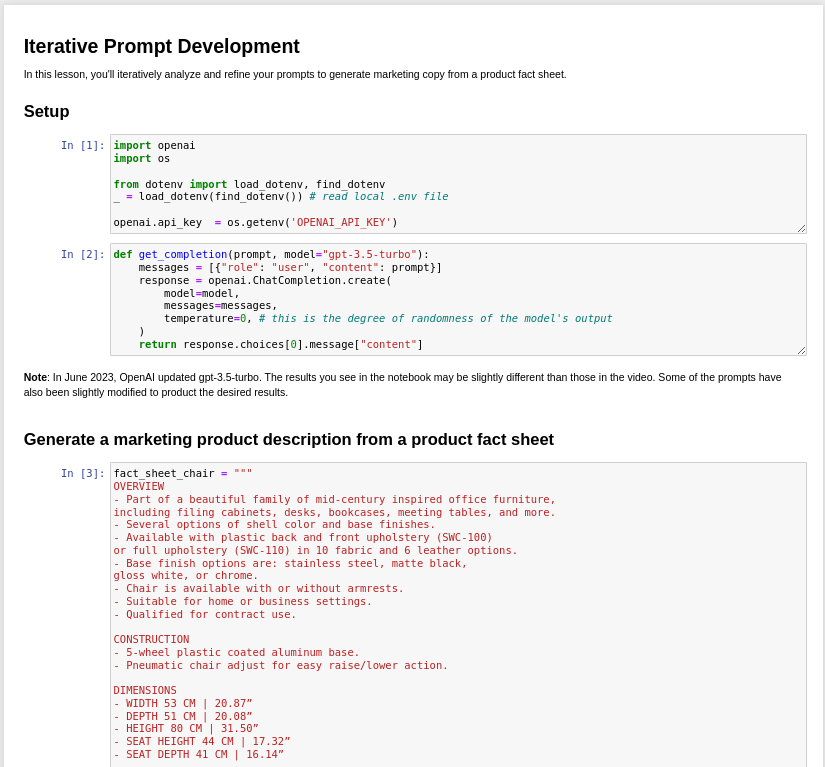 Iterative Prompt Development
In this lesson, you'll iteratively analyze and refine your prompts to generate marketing copy from a product fact sheet.
Setup
In [1]:
import openai
import os

from dotenv import load_dotenv, find_dotenv
_ = load_dotenv(find_dotenv()) # read local .env file

openai.api_key  = os.getenv('OPENAI_API_KEY')
In [2]:
def get_completion(prompt, model="gpt-3.5-turbo"):
    messages = [{"role": "user", "content": prompt}]
    response = openai.ChatCompletion.create(
        model=model,
        messages=messages,
        temperature=0, # this is the degree of randomness of the model's output
    )
    return response.choices[0].message["content"]
Note: In June 2023, OpenAI updated gpt-3.5-turbo. The results you see in the notebook may be slightly different than those in the video. Some of the prompts have
also been slightly modified to product the desired results.
Generate a marketing product description from a product fact sheet
In [3]:
fact_sheet_chair = """
OVERVIEW
- Part of a beautiful family of mid-century inspired office furniture,
including filing cabinets, desks, bookcases, meeting tables, and more.
- Several options of shell color and base finishes.
- Available with plastic back and front upholstery (SWC-100)
or full upholstery (SWC-110) in 10 fabric and 6 leather options.
- Base finish options are: stainless steel, matte black,
gloss white, or chrome.
- Chair is available with or without armrests.
- Suitable for home or business settings.
- Qualified for contract use.

CONSTRUCTION
- 5-wheel plastic coated aluminum base.
- Pneumatic chair adjust for easy raise/lower action.

DIMENSIONS
- WIDTH 53 CM | 20.87”
- DEPTH 51 CM | 20.08”
- HEIGHT 80 CM | 31.50”
- SEAT HEIGHT 44 CM | 17.32”
- SEAT DEPTH 41 CM | 16.14”